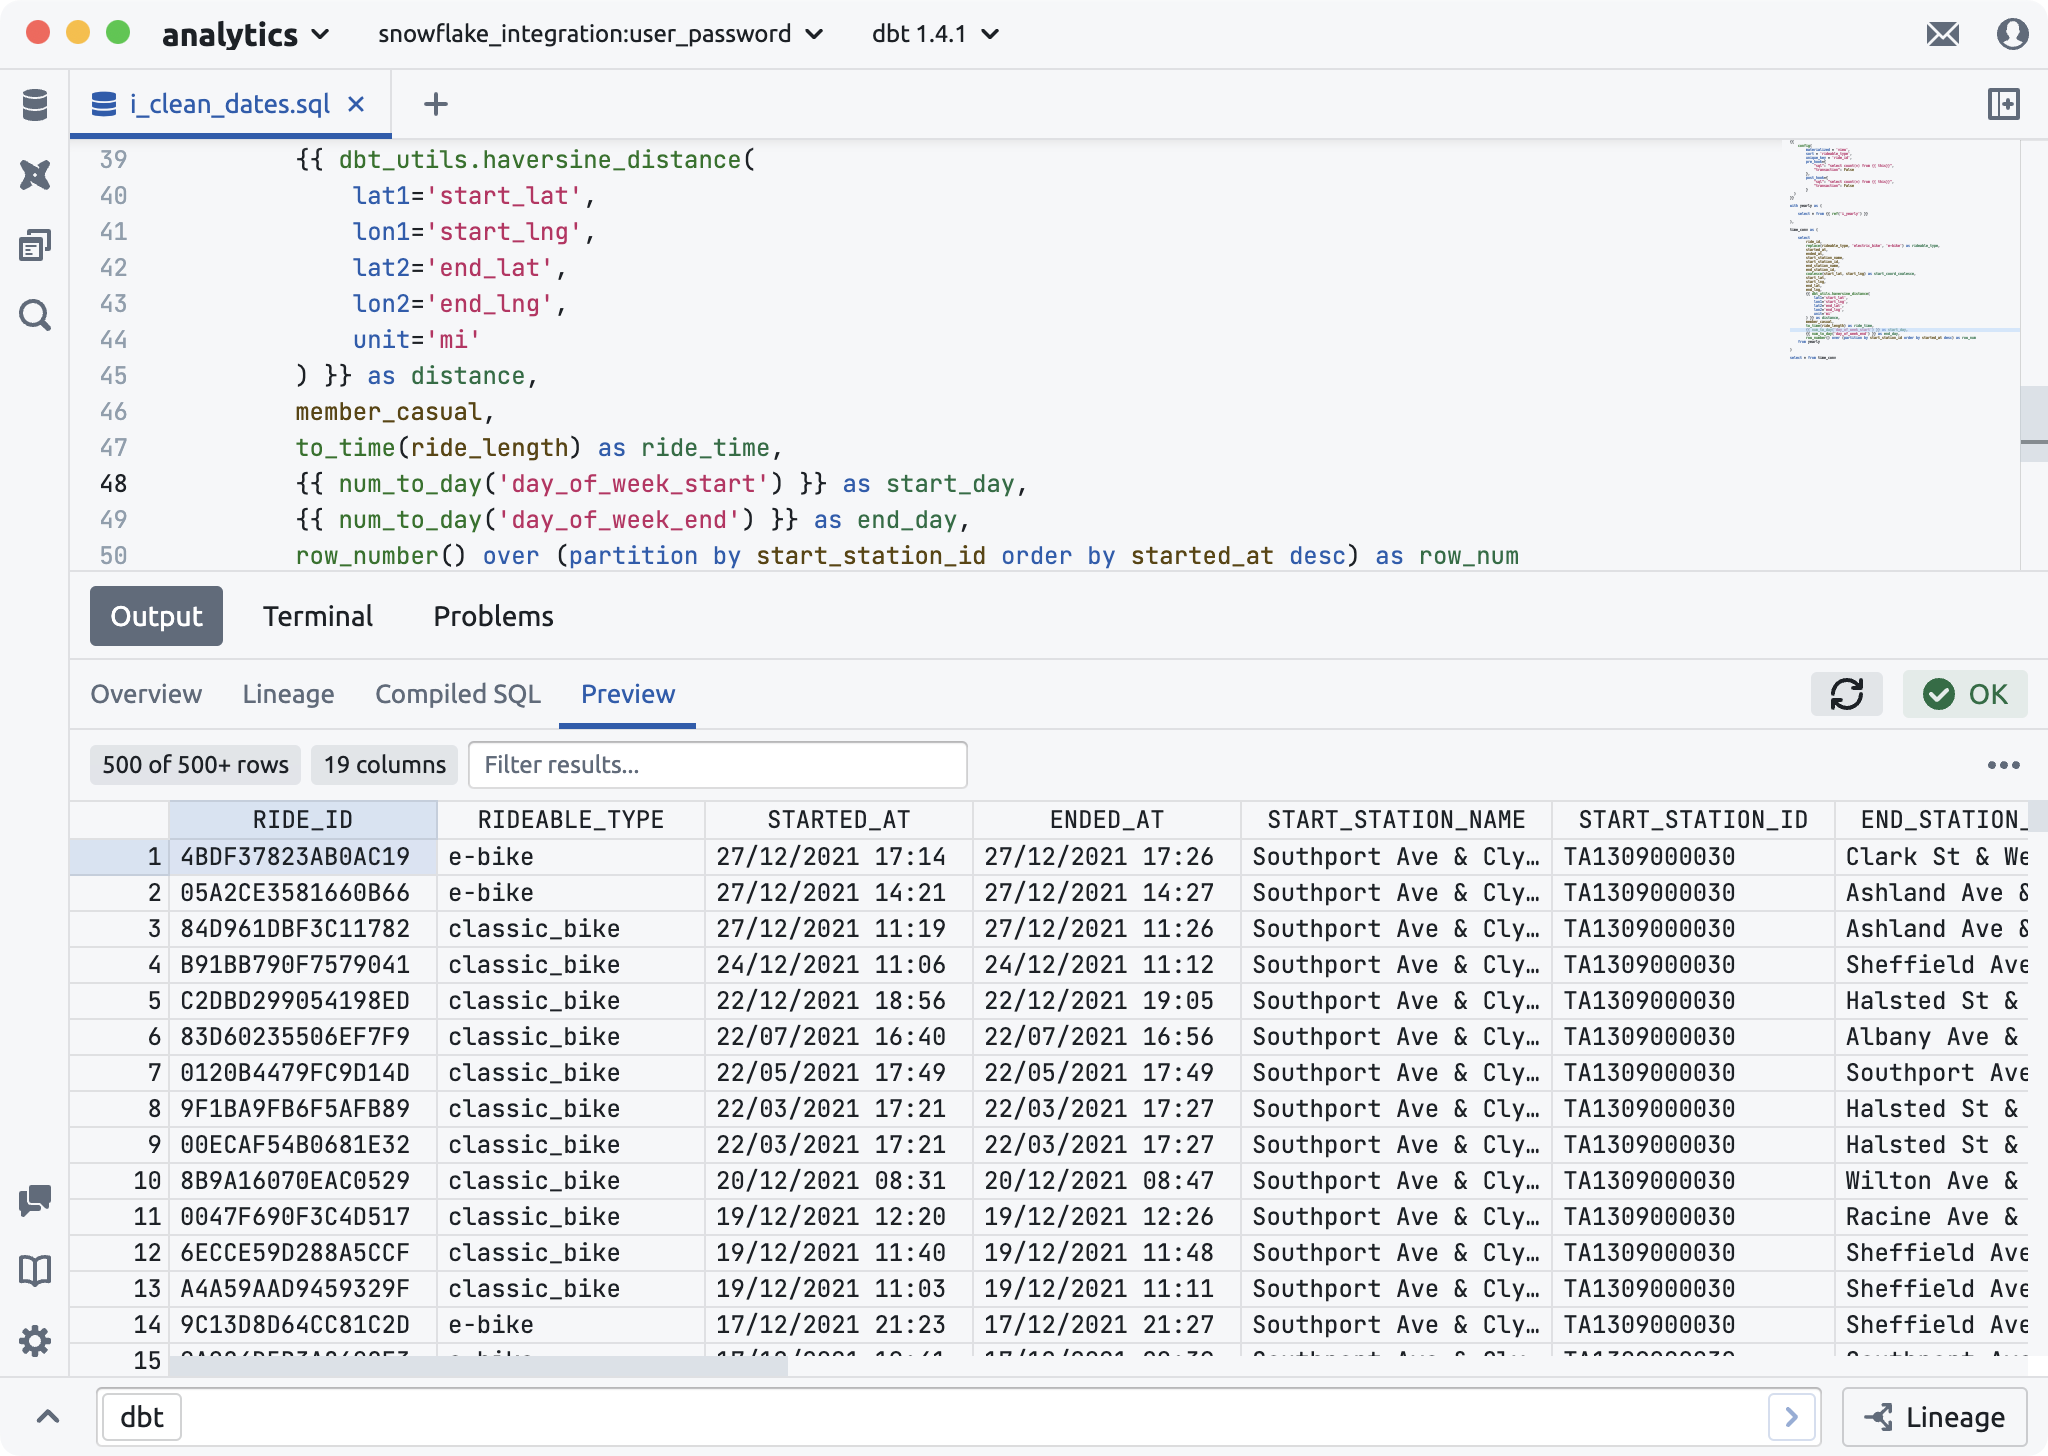 analytics snowflake_integration:user_password dbt 1.4.1
i_clean_dates.sql
39 {{ dbt_utils.haversine_distance(
40 lat1='start_lat',
41 lon1='start_lng',
42 lat2='end_lat',
43 lon2='end_lng',
44 unit='mi'
45 ) }} as distance,
46 member_casual,
47 to_time(ride_length) as ride_time,
48 {{ num_to_day('day_of_week_start') }} as start_day,
49 {{ num_to_day('day_of_week_end') }} as end_day,
50 row_number() over (partition by start_station_id order by started_at desc) as row_num
Output Terminal Problems
Overview Lineage Compiled SQL Preview OK
500 of 500+ rows 19 columns Filter results...
RIDE_ID RIDEABLE_TYPE STARTED_AT ENDED_AT START_STATION_NAME START_STATION_ID END_STATION_
1 4BDF37823AB0AC19 e-bike 27/12/2021 17:14 27/12/2021 17:26 Southport Ave & Cly… TA1309000030 Clark St & We
2 05A2CE3581660B66 e-bike 27/12/2021 14:21 27/12/2021 14:27 Southport Ave & Cly… TA1309000030 Ashland Ave &
3 84D961DBF3C11782 classic_bike 27/12/2021 11:19 27/12/2021 11:26 Southport Ave & Cly… TA1309000030 Ashland Ave &
4 B91BB790F7579041 classic_bike 24/12/2021 11:06 24/12/2021 11:12 Southport Ave & Cly… TA1309000030 Sheffield Ave
5 C2DBD299054198ED classic_bike 22/12/2021 18:56 22/12/2021 19:05 Southport Ave & Cly… TA1309000030 Halsted St &
6 83D60235506EF7F9 classic_bike 22/07/2021 16:40 22/07/2021 16:56 Southport Ave & Cly… TA1309000030 Albany Ave &
7 0120B4479FC9D14D classic_bike 22/05/2021 17:49 22/05/2021 17:49 Southport Ave & Cly… TA1309000030 Southport Ave
8 9F1BA9FB6F5AFB89 classic_bike 22/03/2021 17:21 22/03/2021 17:27 Southport Ave & Cly… TA1309000030 Halsted St &
9 00ECAF54B0681E32 classic_bike 22/03/2021 17:21 22/03/2021 17:27 Southport Ave & Cly… TA1309000030 Halsted St &
10 8B9A16070EAC0529 classic_bike 20/12/2021 08:31 20/12/2021 08:47 Southport Ave & Cly… TA1309000030 Wilton Ave &
11 0047F690F3C4D517 classic_bike 19/12/2021 12:20 19/12/2021 12:26 Southport Ave & Cly… TA1309000030 Racine Ave &
12 6ECCE59D288A5CCF classic_bike 19/12/2021 11:40 19/12/2021 11:48 Southport Ave & Cly… TA1309000030 Sheffield Ave
13 A4A59AAD9459329F classic_bike 19/12/2021 11:03 19/12/2021 11:11 Southport Ave & Cly… TA1309000030 Sheffield Ave
14 9C13D8D64CC81C2D e-bike 17/12/2021 21:23 17/12/2021 21:27 Southport Ave & Cly… TA1309000030 Sheffield Ave
15
dbt Lineage